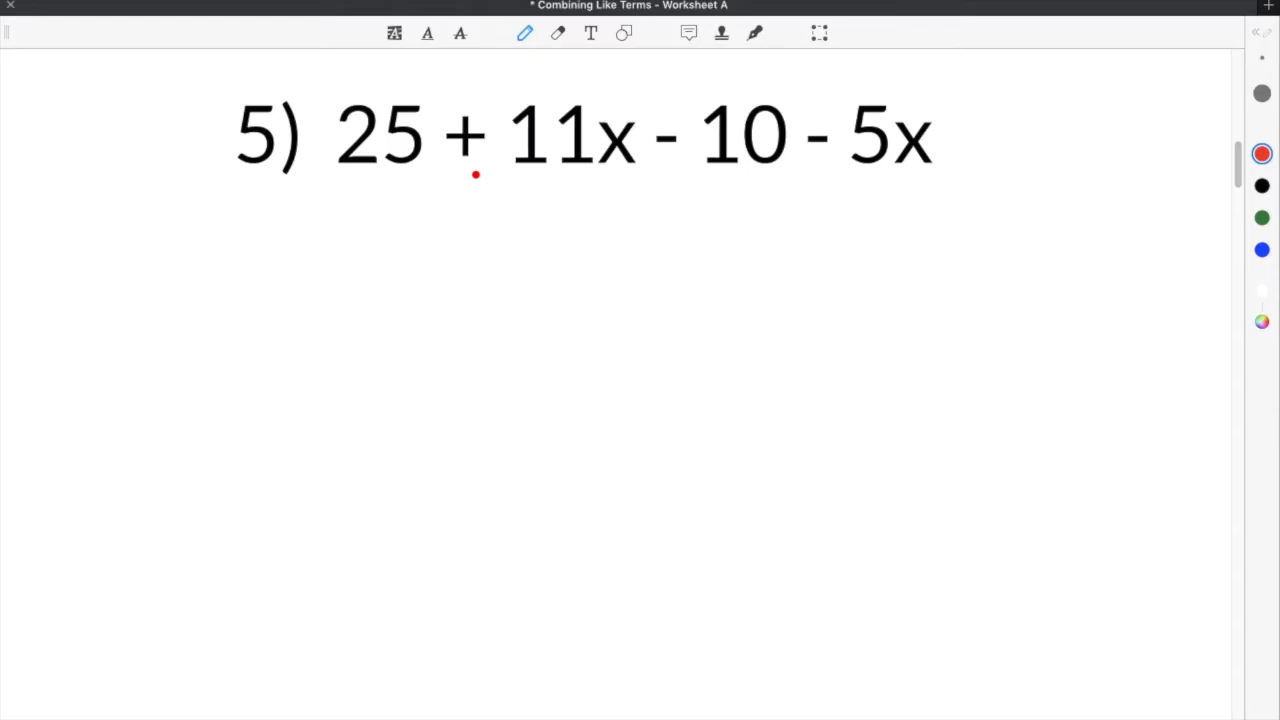 * Combining Like Terms - Worksheet A
A A A T
5) 25 + 11x - 10 - 5x